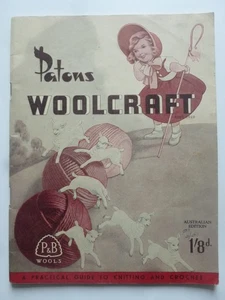 Patons
WOOLCRAFT
AUSTRALIAN
EDITION
1/8d.
P&B
WOOLS
A PRACTICAL GUIDE TO KNITTING AND CROCHET